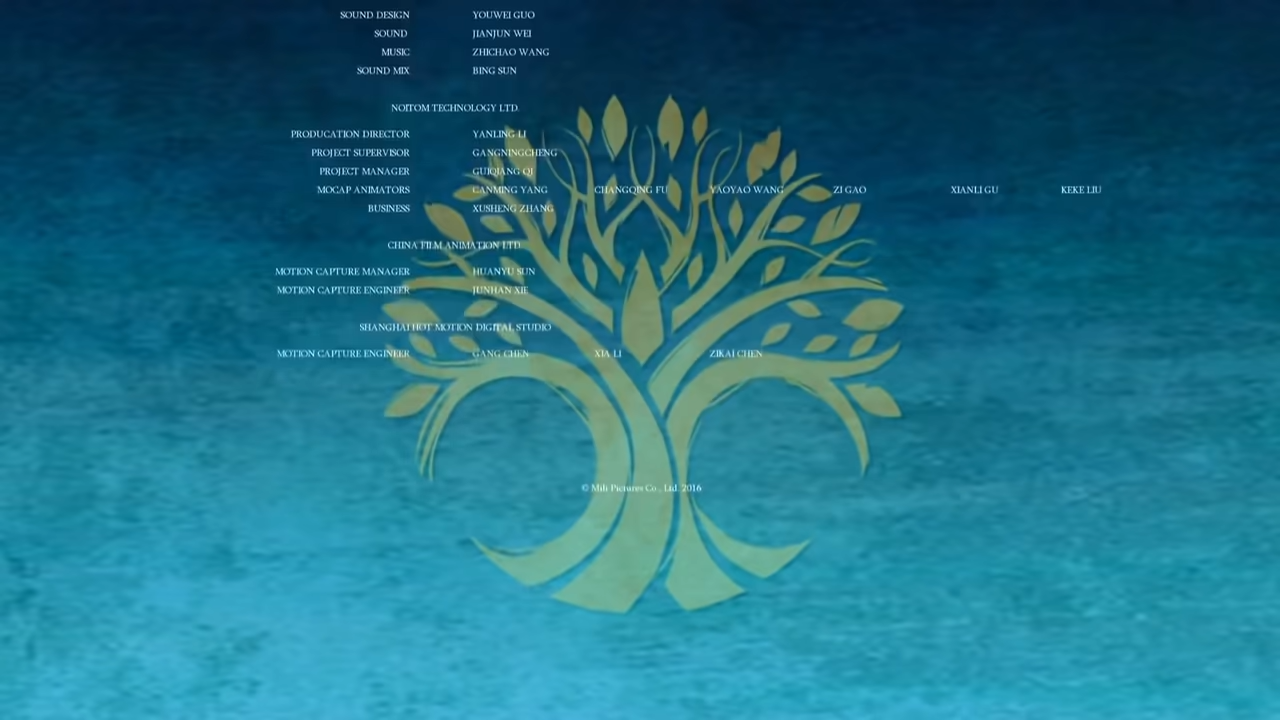 SOUND DESIGN YOUWEI GUO
SOUND JIANJUN WEI
MUSIC ZHICHAO WANG
SOUND MIX BING SUN
NOITOM TECHNOLOGY LTD.
PRODUCATION DIRECTOR YANLING LI
PROJECT SUPERVISOR GANGNINGCHENG
PROJECT MANAGER GUIQIANG QI
MOCAP ANIMATORS CANMING YANG CHANGQING FU YAOYAO WANG ZI GAO XIANLI GU KEKE LIU
BUSINESS XUSHENG ZHANG
CHINA FILM ANIMATION LTD.
MOTION CAPTURE MANAGER HUANYU SUN
MOTION CAPTURE ENGINEER JUNHAN XIE
SHANGHAI HOT MOTION DIGITAL STUDIO
MOTION CAPTURE ENGINEER GANG CHEN XIA LI ZIKAI CHEN
© Mili Pictures Co., Ltd. 2016